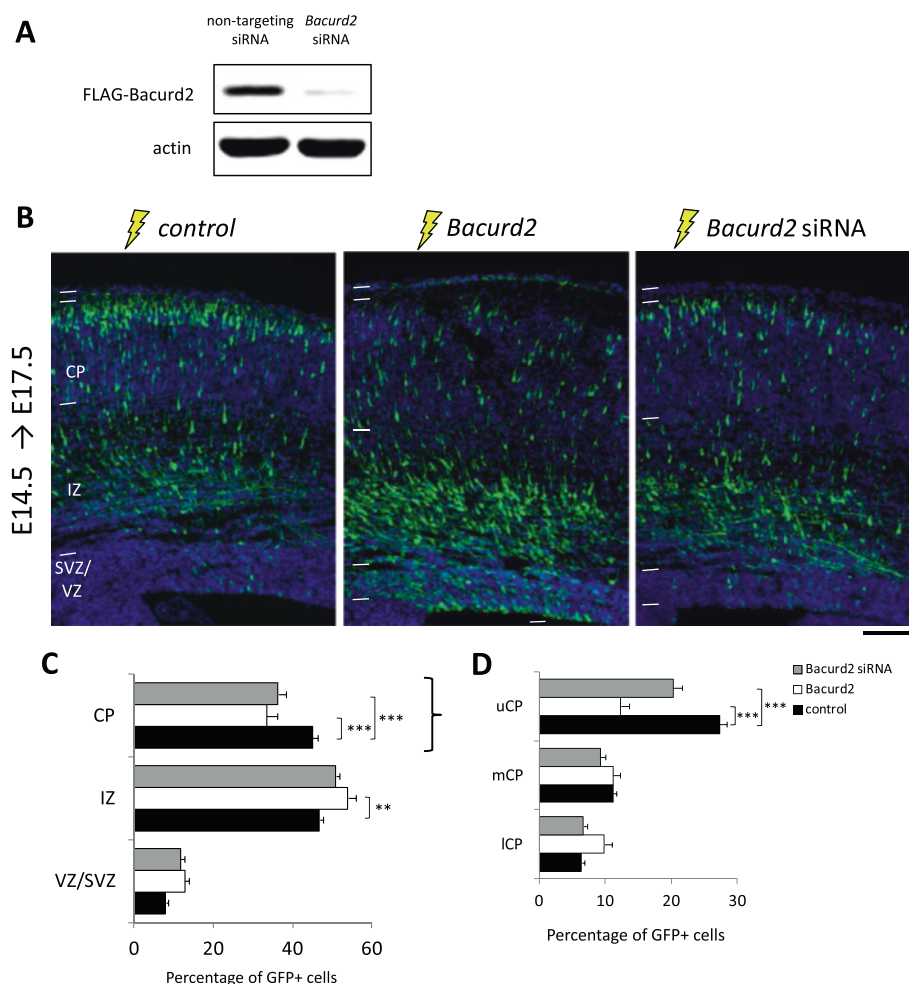 A
non-targeting
siRNA
Bacurd2
siRNA
FLAG-Bacurd2
actin
B
control
Bacurd2
Bacurd2 siRNA
E14.5 → E17.5
CP
IZ
SVZ/
VZ
C
CP
***
***
IZ
**
VZ/SVZ
0
20
40
60
Percentage of GFP+ cells
D
Bacurd2 siRNA
Bacurd2
control
uCP
***
***
mCP
lCP
0
10
20
30
Percentage of GFP+ cells